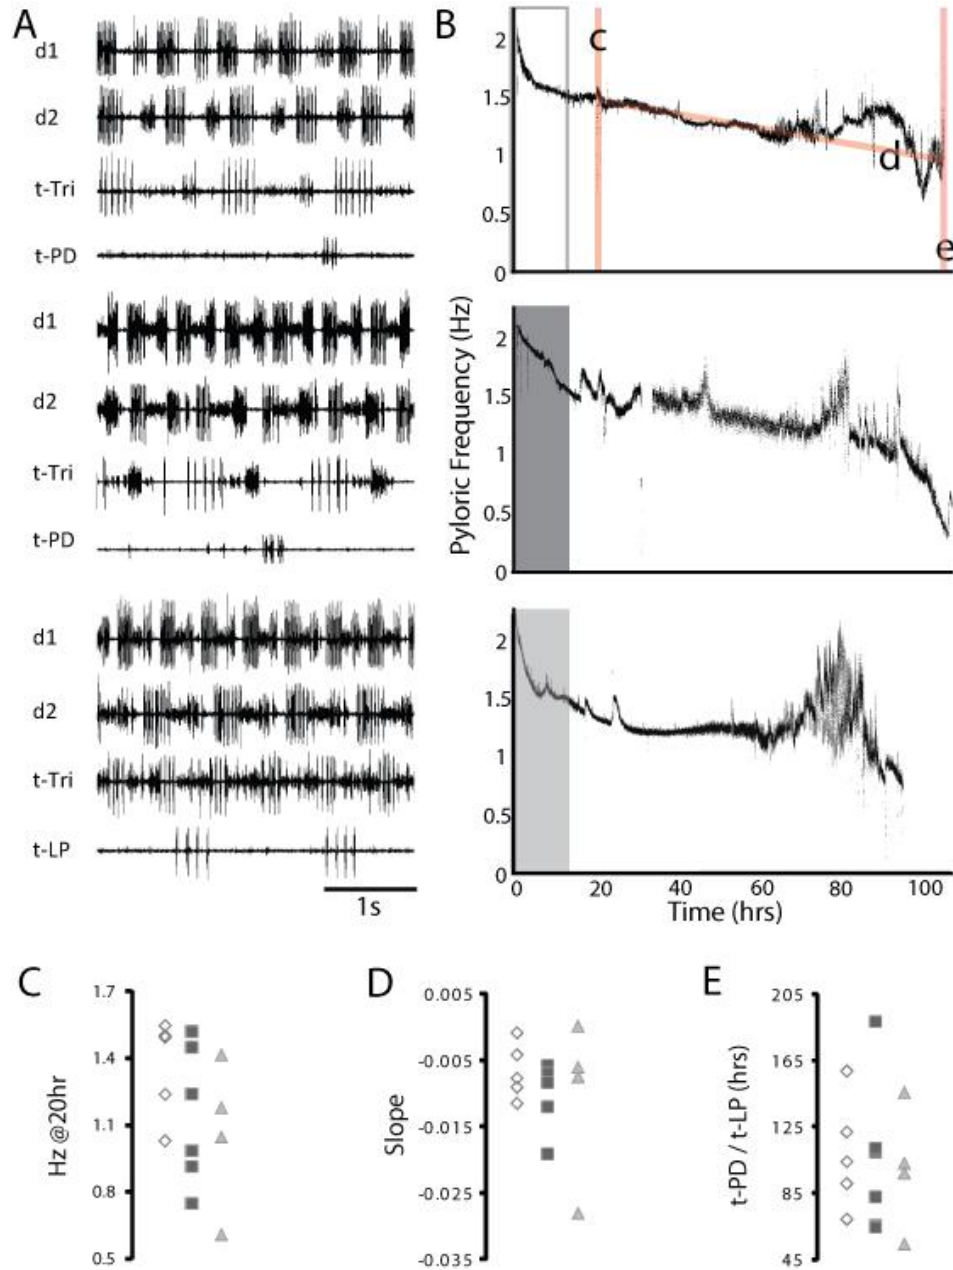 A
d1
d2
t-Tri
t-PD
d1
d2
t-Tri
t-PD
d1
d2
t-Tri
t-LP
1s
B
2
1.5
1
0.5
0
c
d
e
2
1.5
1
0.5
0
Pyloric Frequency (Hz)
2
1.5
1
0.5
0
0 20 40 60 80 100
Time (hrs)
C
1.7
1.4
1.1
0.8
0.5
Hz @20hr
D
0.005
-0.005
-0.015
-0.025
-0.035
Slope
E
205
165
125
85
45
t-PD / t-LP (hrs)